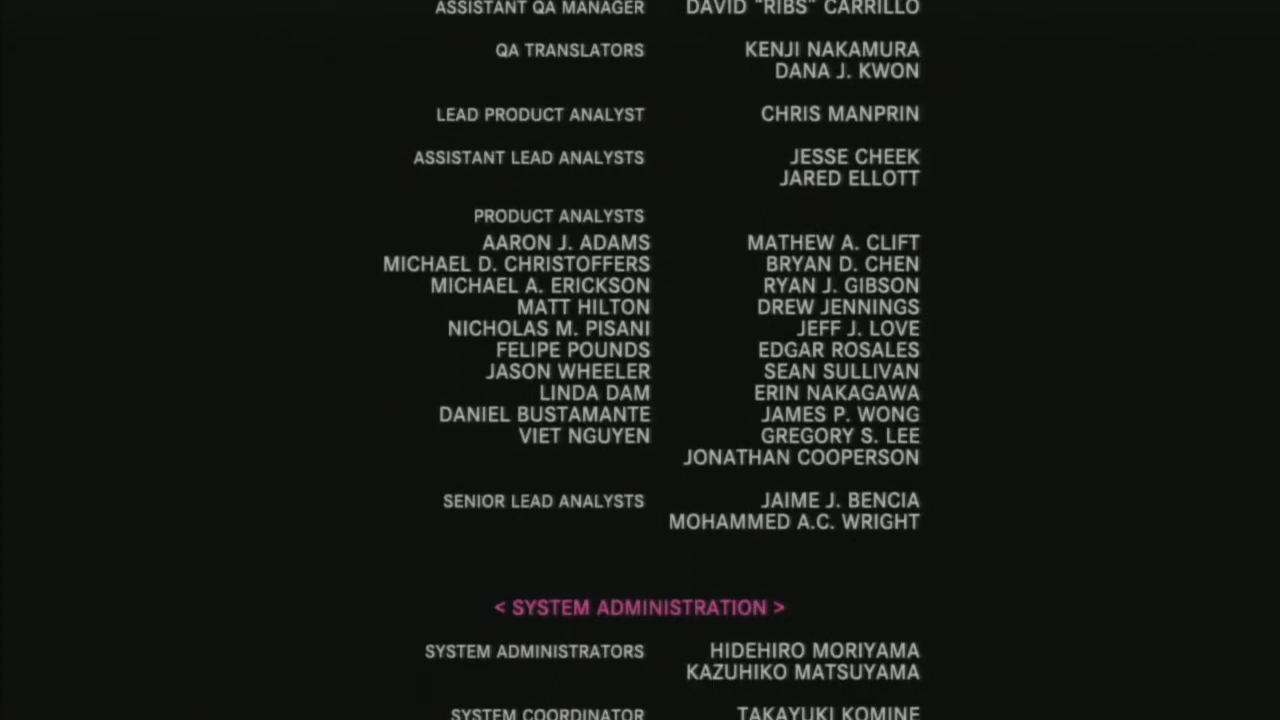 ASSISTANT QA MANAGER DAVID "RIBS" CARRILLO
QA TRANSLATORS KENJI NAKAMURA
DANA J. KWON
LEAD PRODUCT ANALYST CHRIS MANPRIN
ASSISTANT LEAD ANALYSTS JESSE CHEEK
JARED ELLOTT
PRODUCT ANALYSTS
AARON J. ADAMS MATHEW A. CLIFT
MICHAEL D. CHRISTOFFERS BRYAN D. CHEN
MICHAEL A. ERICKSON RYAN J. GIBSON
MATT HILTON DREW JENNINGS
NICHOLAS M. PISANI JEFF J. LOVE
FELIPE POUNDS EDGAR ROSALES
JASON WHEELER SEAN SULLIVAN
LINDA DAM ERIN NAKAGAWA
DANIEL BUSTAMANTE JAMES P. WONG
VIET NGUYEN GREGORY S. LEE
JONATHAN COOPERSON
SENIOR LEAD ANALYSTS JAIME J. BENCIA
MOHAMMED A.C. WRIGHT
< SYSTEM ADMINISTRATION >
SYSTEM ADMINISTRATORS HIDEHIRO MORIYAMA
KAZUHIKO MATSUYAMA
SYSTEM COORDINATOR TAKAYUKI KOMINE